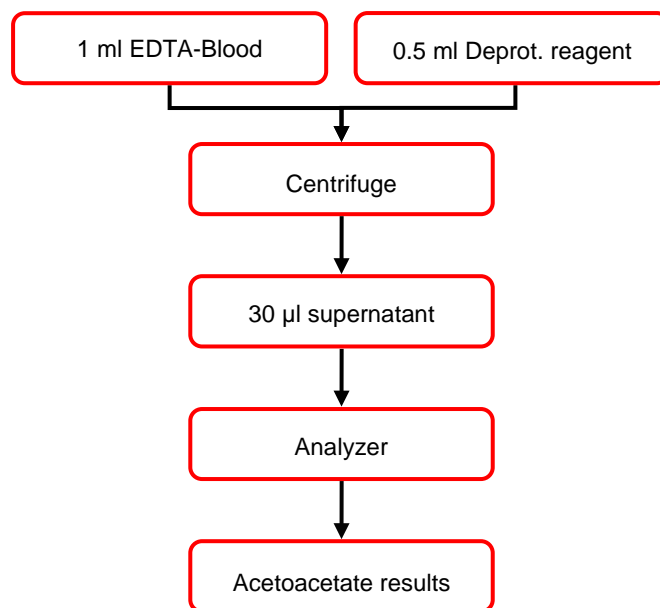 1 ml EDTA-Blood
0.5 ml Deprot. reagent
Centrifuge
30 µl supernatant
Analyzer
Acetoacetate results